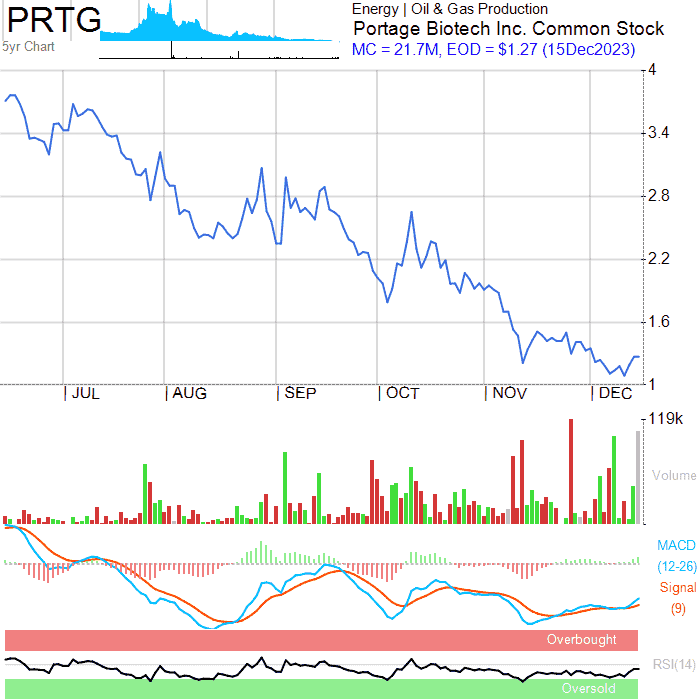 PRTG
Energy | Oil & Gas Production
Portage Biotech Inc. Common Stock
5yr Chart
MC = 21.7M, EOD = $1.27 (15Dec2023)
4
3.4
2.8
2.2
1.6
1
JUL
AUG
SEP
OCT
NOV
DEC
119k
Volume
MACD
(12-26)
Signal
(9)
Overbought
RSI(14)
Oversold